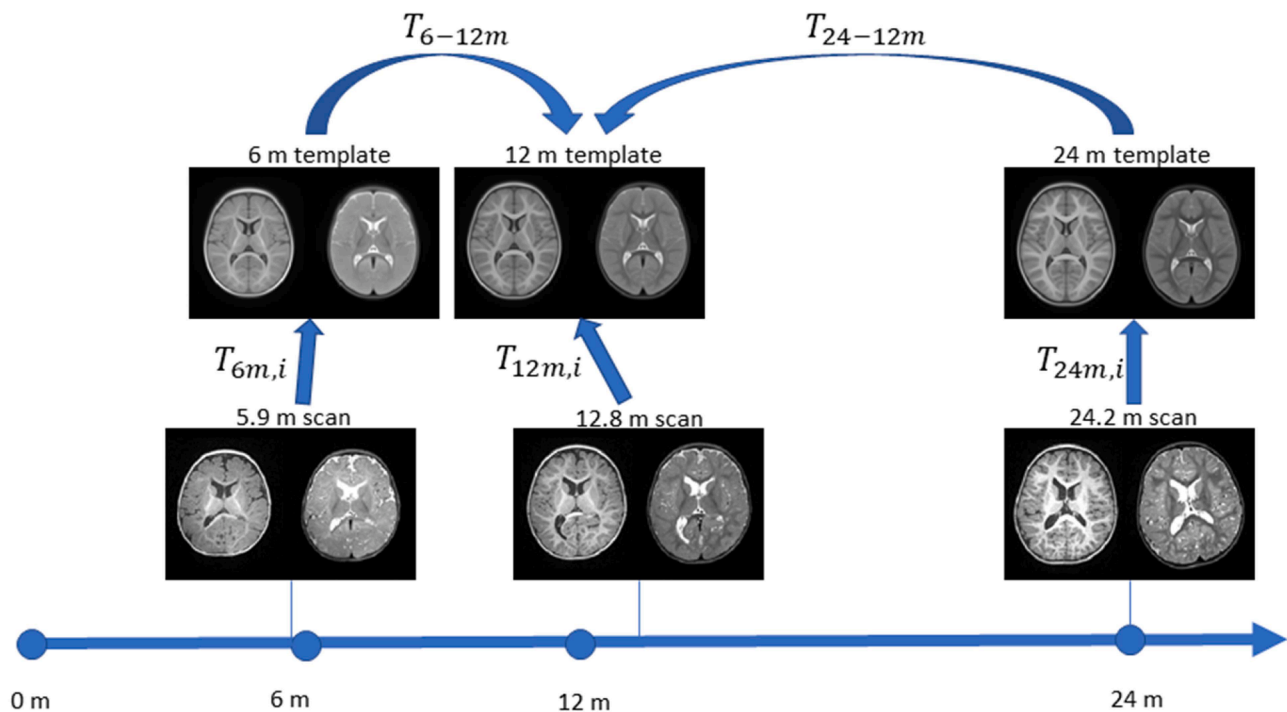 T6−12m
T24−12m
6 m template
12 m template
24 m template
T6m,i
T12m,i
T24m,i
5.9 m scan
12.8 m scan
24.2 m scan
0 m
6 m
12 m
24 m